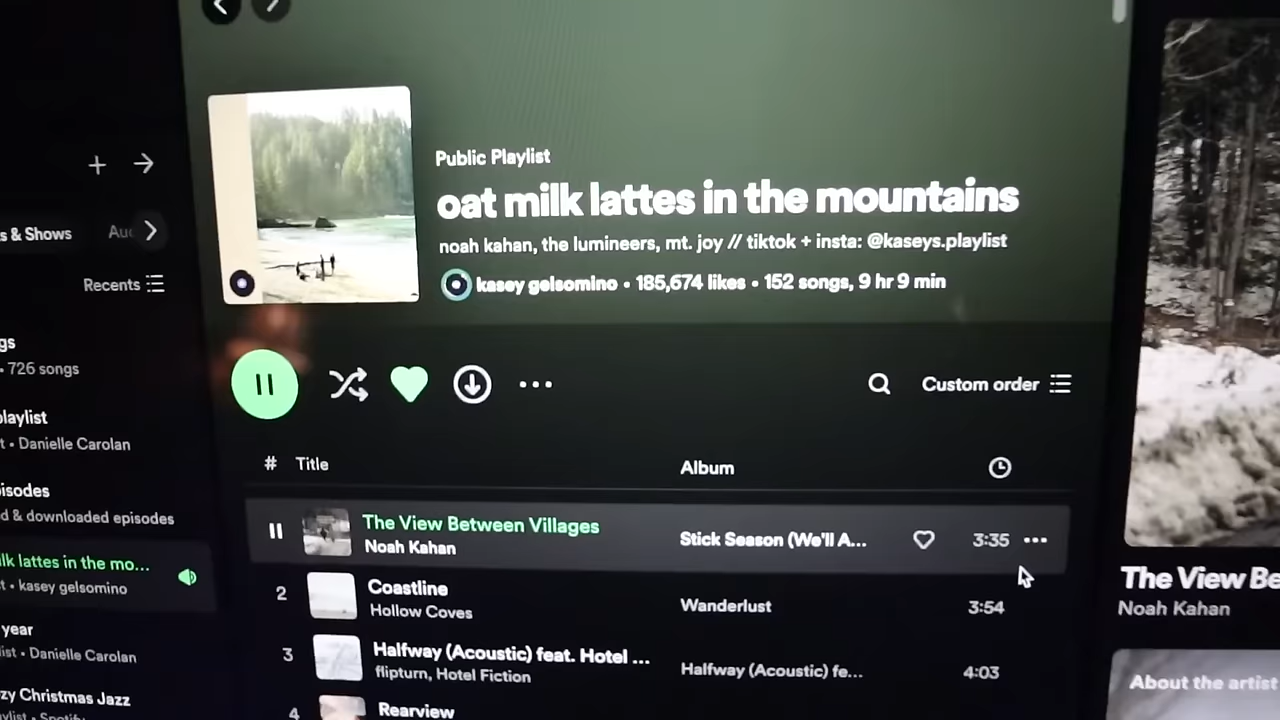 s & Shows
Recents
gs
• 726 songs
playlist
t • Danielle Carolan
isodes
d & downloaded episodes
lk lattes in the mo...
t • kasey gelsomino
year
list • Danielle Carolan
zy Christmas Jazz
Public Playlist
oat milk lattes in the mountains
noah kahan, the lumineers, mt. joy // tiktok + insta: @kaseys.playlist
kasey gelsomino • 185,674 likes • 152 songs, 9 hr 9 min
Custom order
# Title Album
The View Between Villages Stick Season (We'll A... 3:35
Noah Kahan
2 Coastline Wanderlust 3:54
Hollow Coves
3 Halfway (Acoustic) feat. Hotel ... Halfway (Acoustic) fe... 4:03
flipturn, Hotel Fiction
4 Rearview
The View Be
Noah Kahan
About the artist